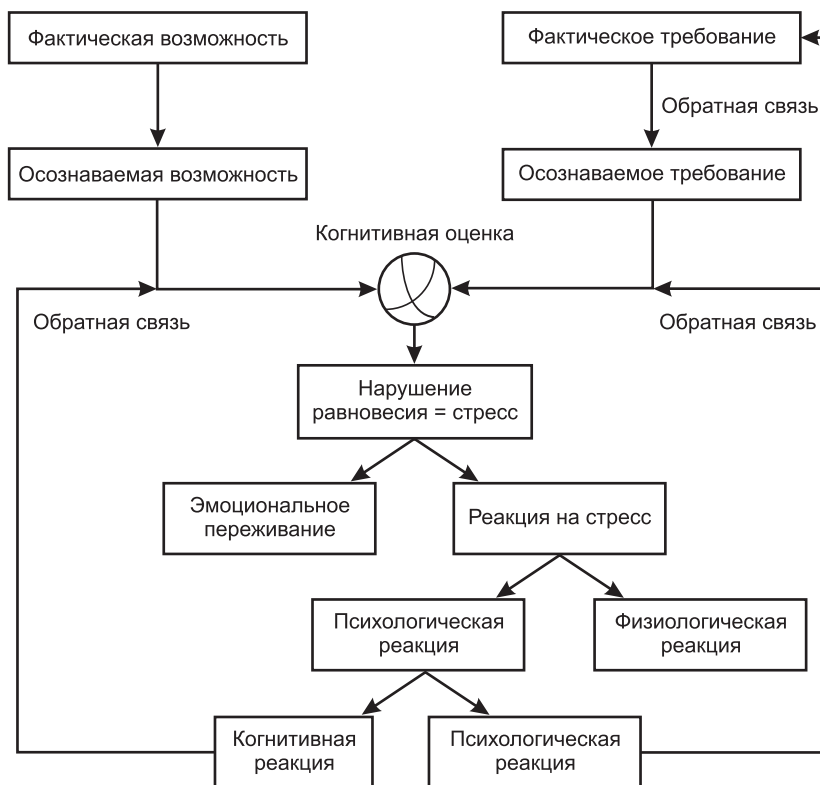 Фактическая возможность
Фактическое требование
Обратная связь
Осознаваемая возможность
Осознаваемое требование
Когнитивная оценка
Обратная связь
Обратная связь
Нарушение
равновесия = стресс
Эмоциональное
переживание
Реакция на стресс
Психологическая
реакция
Физиологическая
реакция
Когнитивная
реакция
Психологическая
реакция